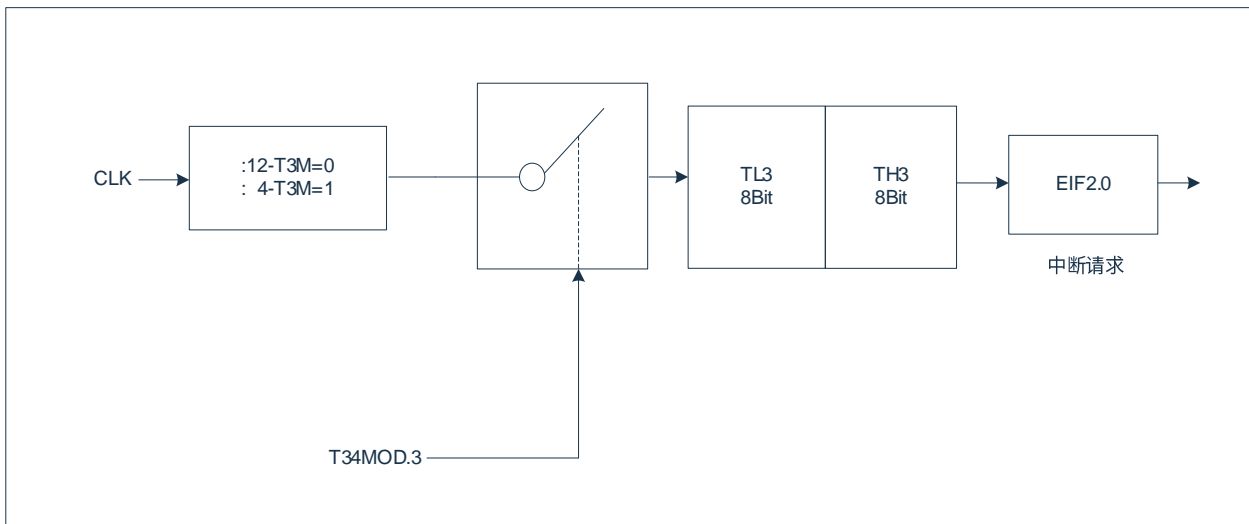 :12-T3M=0
: 4-T3M=1
CLK
TL3
8Bit
TH3
8Bit
EIF2.0
中断请求
T34MOD.3